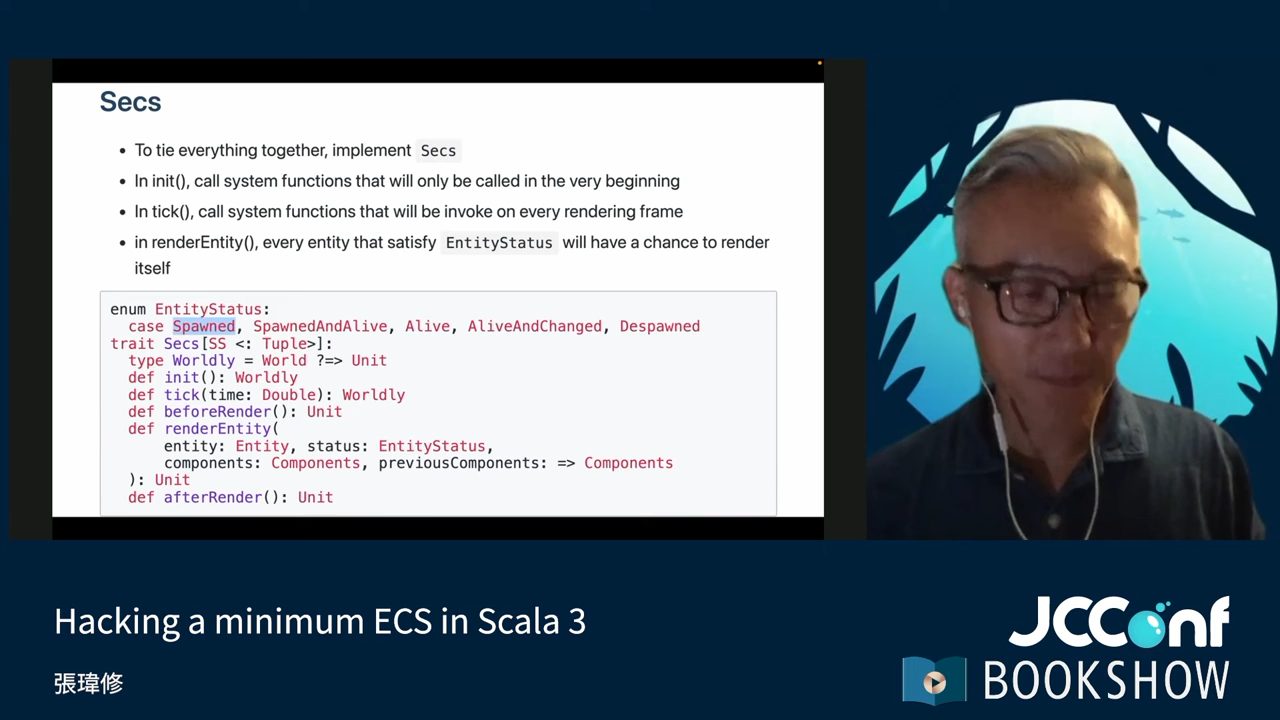 Secs
• To tie everything together, implement Secs
• In init(), call system functions that will only be called in the very beginning
• In tick(), call system functions that will be invoke on every rendering frame
• in renderEntity(), every entity that satisfy EntityStatus will have a chance to render
itself
enum EntityStatus:
  case Spawned, SpawnedAndAlive, Alive, AliveAndChanged, Despawned
trait Secs[SS <: Tuple>]:
  type Worldly = World ?=> Unit
  def init(): Worldly
  def tick(time: Double): Worldly
  def beforeRender(): Unit
  def renderEntity(
      entity: Entity, status: EntityStatus,
      components: Components, previousComponents: => Components
  ): Unit
  def afterRender(): Unit
Hacking a minimum ECS in Scala 3
張瑋修
JCConf
BOOKSHOW